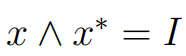 x ∧ x* = I